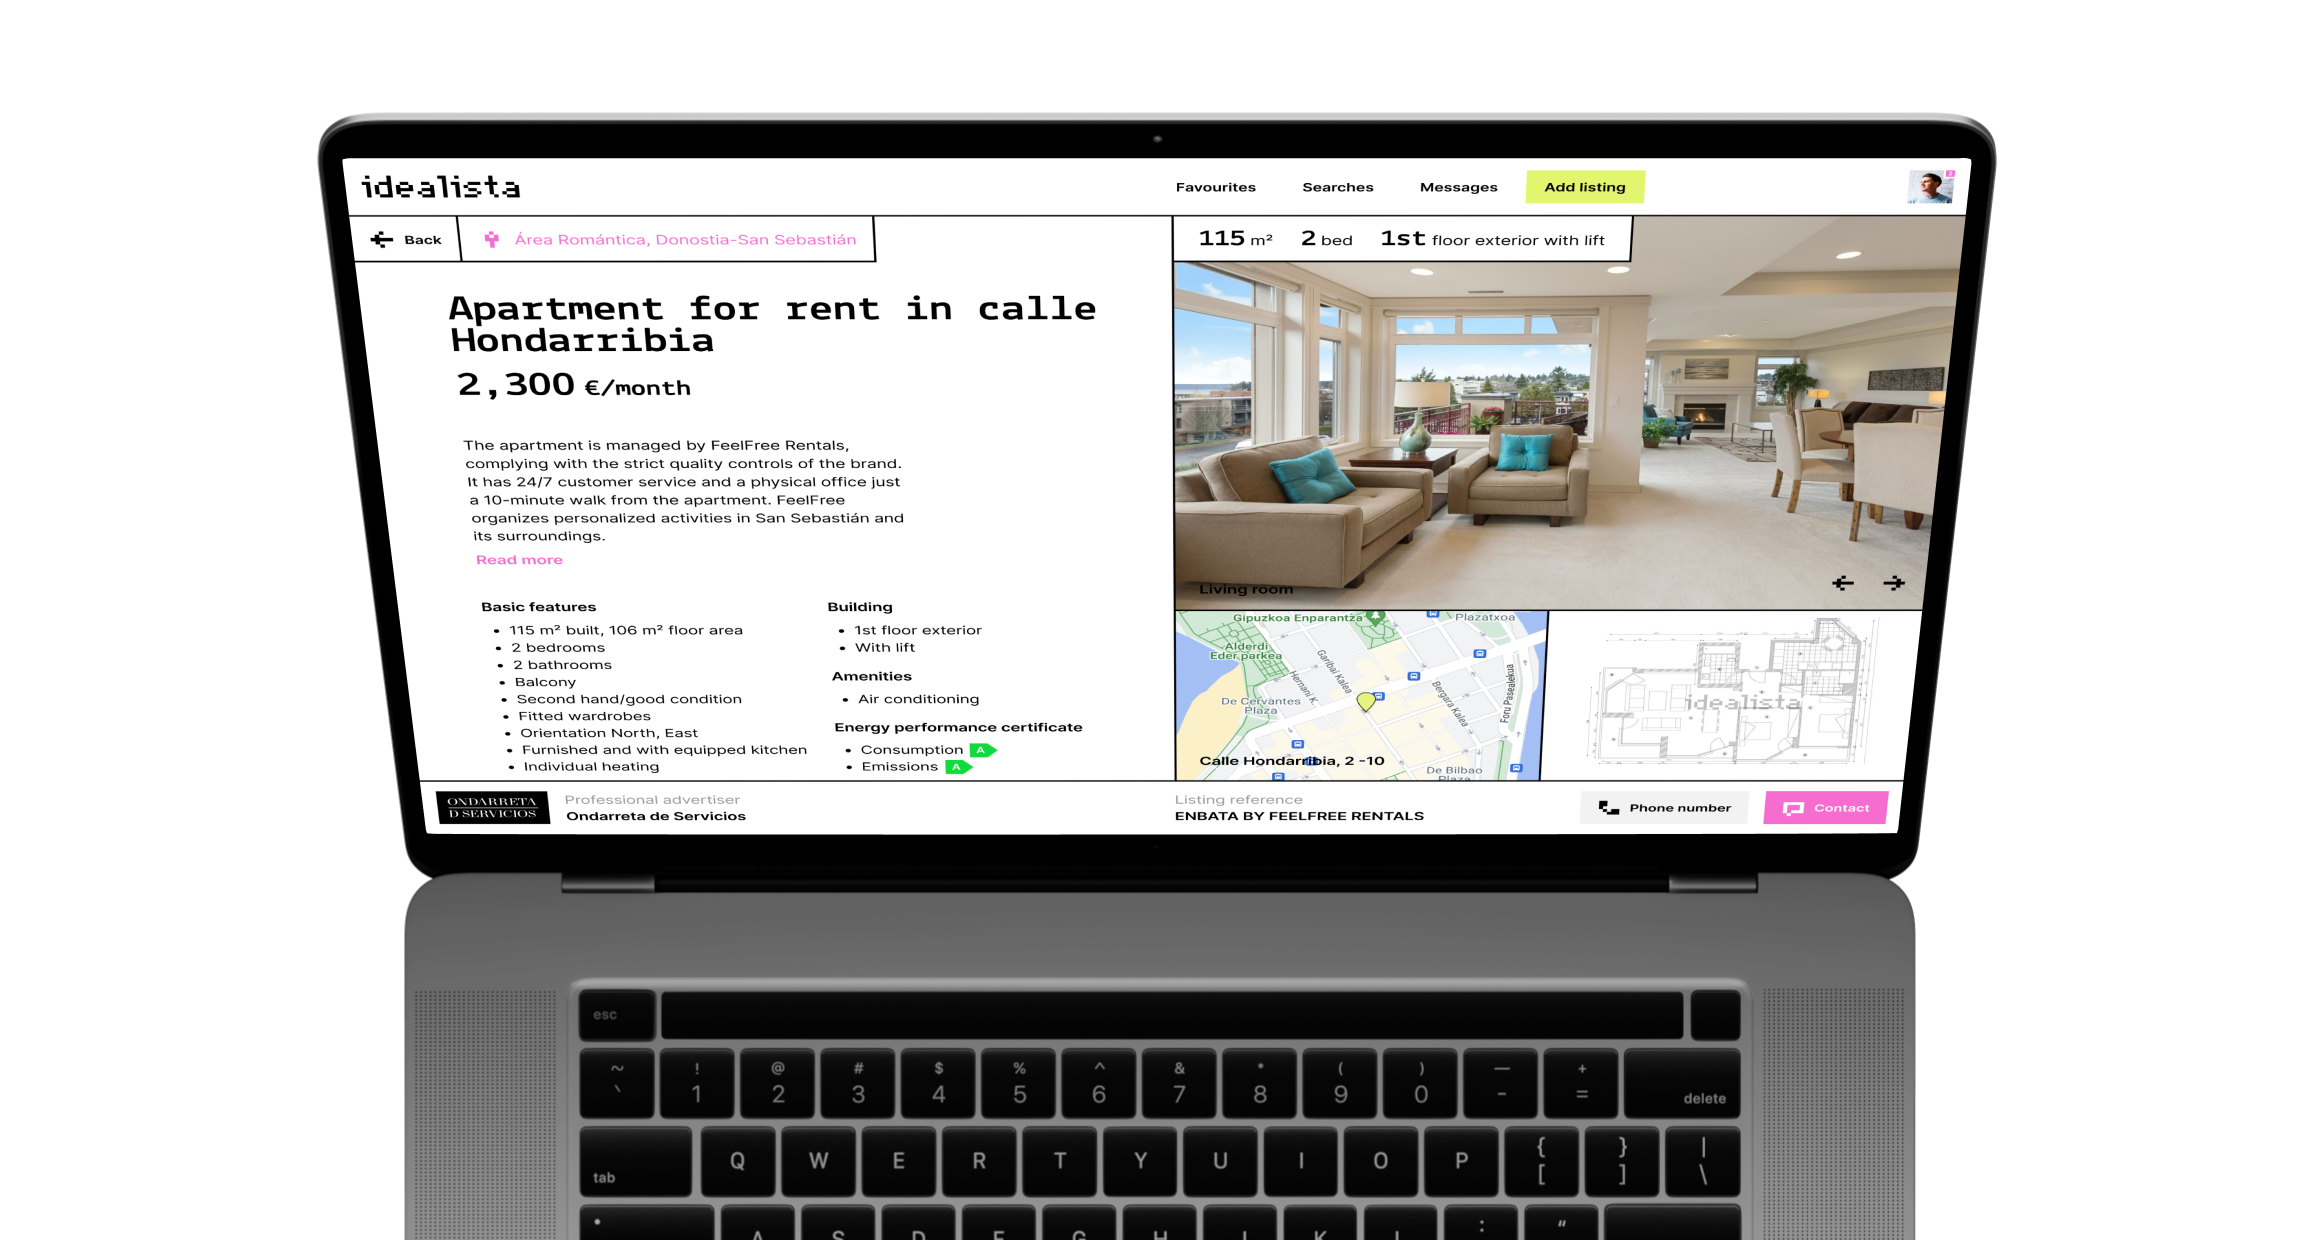 idealista
Favourites
Searches
Messages
Add listing
2
Back
Área Romántica, Donostia-San Sebastián
115 m²
2 bed
1st floor exterior with lift
Apartment for rent in calle
Hondarribia
2,300 €/month
The apartment is managed by FeelFree Rentals,
complying with the strict quality controls of the brand.
It has 24/7 customer service and a physical office just
a 10-minute walk from the apartment. FeelFree
organizes personalized activities in San Sebastián and
its surroundings.
Read more
Basic features
• 115 m² built, 106 m² floor area
• 2 bedrooms
• 2 bathrooms
• Balcony
• Second hand/good condition
• Fitted wardrobes
• Orientation North, East
• Furnished and with equipped kitchen
• Individual heating
Building
• 1st floor exterior
• With lift
Amenities
• Air conditioning
Energy performance certificate
• Consumption A
• Emissions A
Living room
Gipuzkoa Enparantza
Plazatxoa
Alderdi
Eder parkea
Garibai Kalea
Hernani K
Bergara Kalea
Foru Pasealekua
De Cervantes
Plaza
Calle Hondarribia, 2 -10
De Bilbao
Plaza
idealista
ONDARRETA
D SERVICIOS
Professional advertiser
Ondarreta de Servicios
Listing reference
ENBATA BY FEELFREE RENTALS
Phone number
Contact
esc
~ ! @ # $ % ^ & * ( ) — +
` 1 2 3 4 5 6 7 8 9 0 - = delete
tab Q W E R T Y U I O P { [ } ] | \
A S D F G H J K L : “